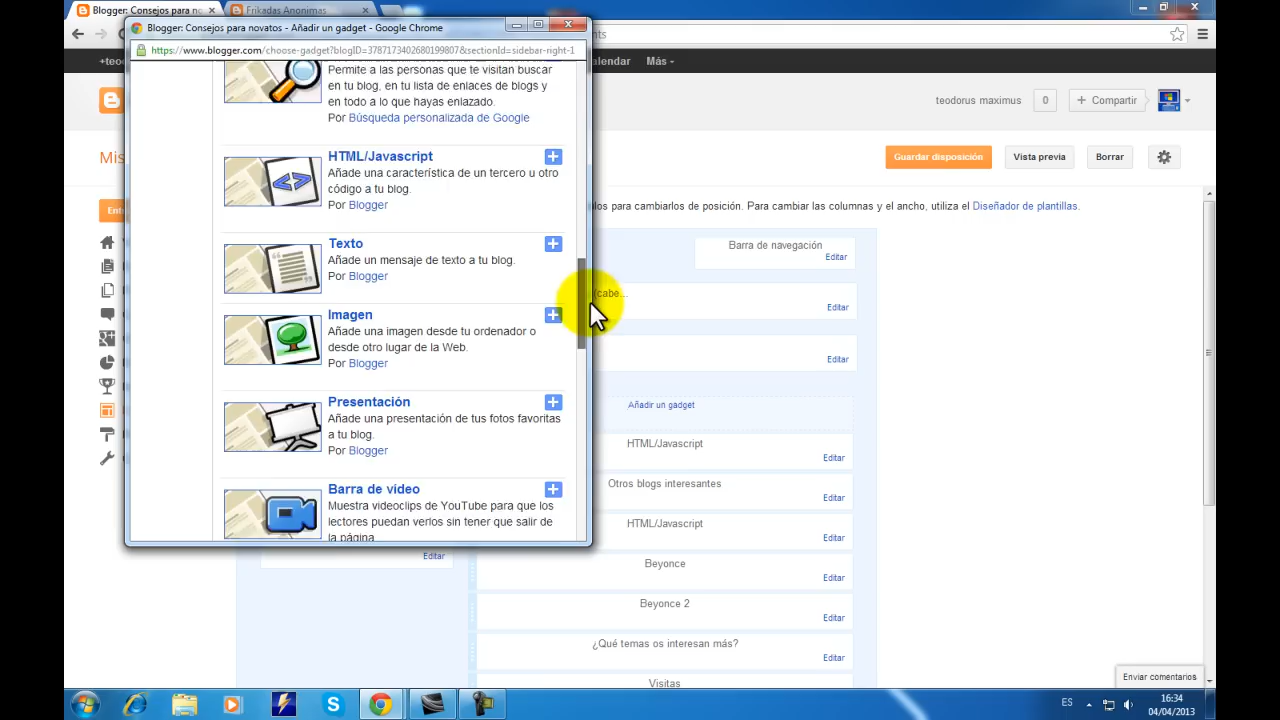 Blogger: Consejos para no
Frikadas Anonimas
Blogger: Consejos para novatos - Añadir un gadget - Google Chrome
https://www.blogger.com/choose-gadget?blogID=3787173402680199807&sectionId=sidebar-right-1
nts
+teod
alendar
Más
teodorus maximus
0
Compartir
Mis
Guardar disposición
Vista previa
Borrar
Entr
los para cambiarlos de posición. Para cambiar las columnas y el ancho, utiliza el Diseñador de plantillas.
Permite a las personas que te visitan buscar
en tu blog, en tu lista de enlaces de blogs y
en todo a lo que hayas enlazado.
Por Búsqueda personalizada de Google
HTML/Javascript
Añade una característica de un tercero u otro
código a tu blog.
Por Blogger
Texto
Añade un mensaje de texto a tu blog.
Por Blogger
Imagen
Añade una imagen desde tu ordenador o
desde otro lugar de la Web.
Por Blogger
Presentación
Añade una presentación de tus fotos favoritas
a tu blog.
Por Blogger
Barra de vídeo
Muestra videoclips de YouTube para que los
lectores puedan verlos sin tener que salir de
la página.
Barra de navegación
Editar
(cabe...
Editar
Editar
Añadir un gadget
HTML/Javascript
Editar
Otros blogs interesantes
Editar
HTML/Javascript
Editar
Editar
Beyonce
Editar
Beyonce 2
Editar
¿Qué temas os interesan más?
Editar
Visitas
Enviar comentarios
ES
16:34
04/04/2013